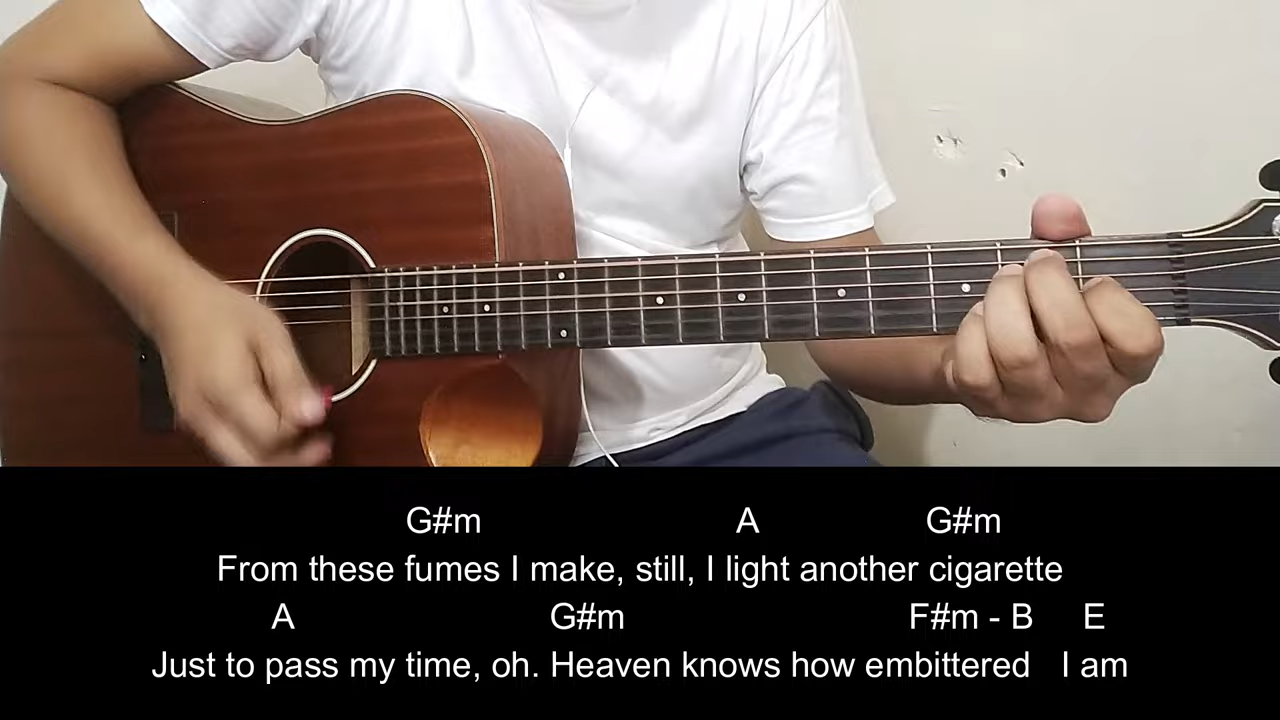 G#m A G#m
From these fumes I make, still, I light another cigarette
A G#m F#m - B E
Just to pass my time, oh. Heaven knows how embittered I am